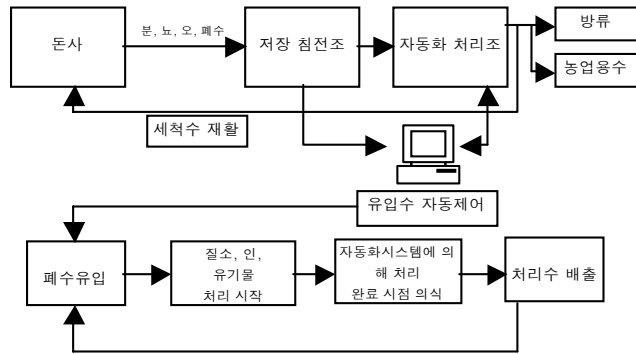 돈사
분, 뇨, 오, 폐수
저장 침전조
자동화 처리조
방류
농업용수
세척수 재활
유입수 자동제어
폐수유입
질소, 인,
유기물
처리 시작
자동화시스템에 의
해 처리
완료 시점 의식
처리수 배출